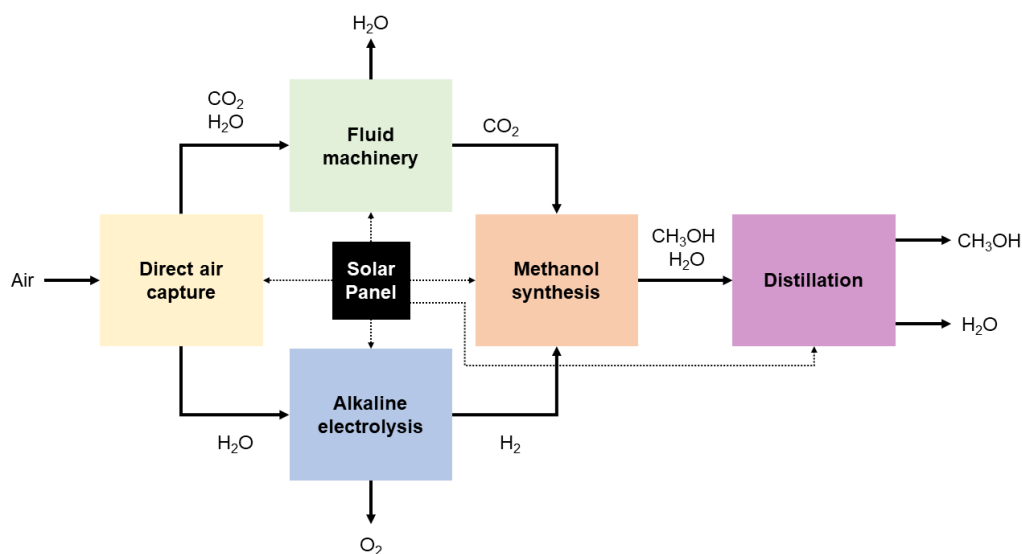 H₂O
CO₂
H₂O
Fluid
machinery
CO₂
Air
Direct air
capture
Solar
Panel
Methanol
synthesis
CH₃OH
H₂O
Distillation
CH₃OH
H₂O
H₂O
Alkaline
electrolysis
H₂
O₂